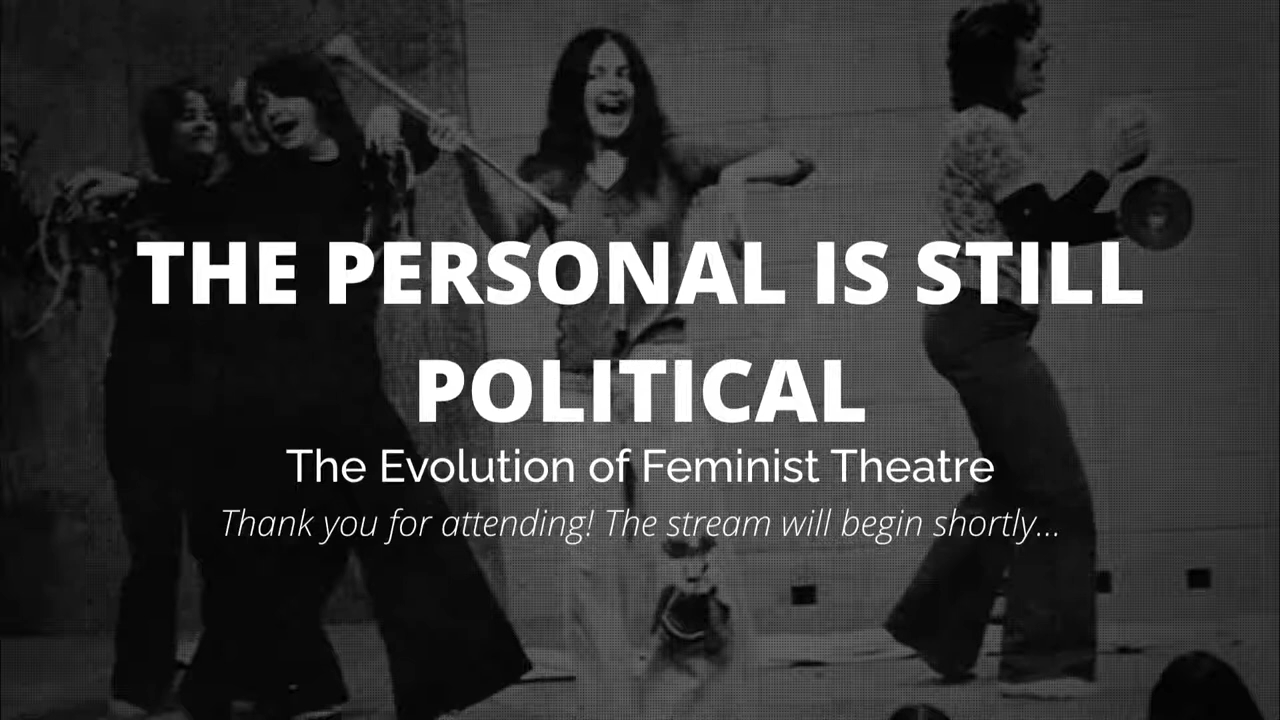 THE PERSONAL IS STILL
POLITICAL
The Evolution of Feminist Theatre
Thank you for attending! The stream will begin shortly...